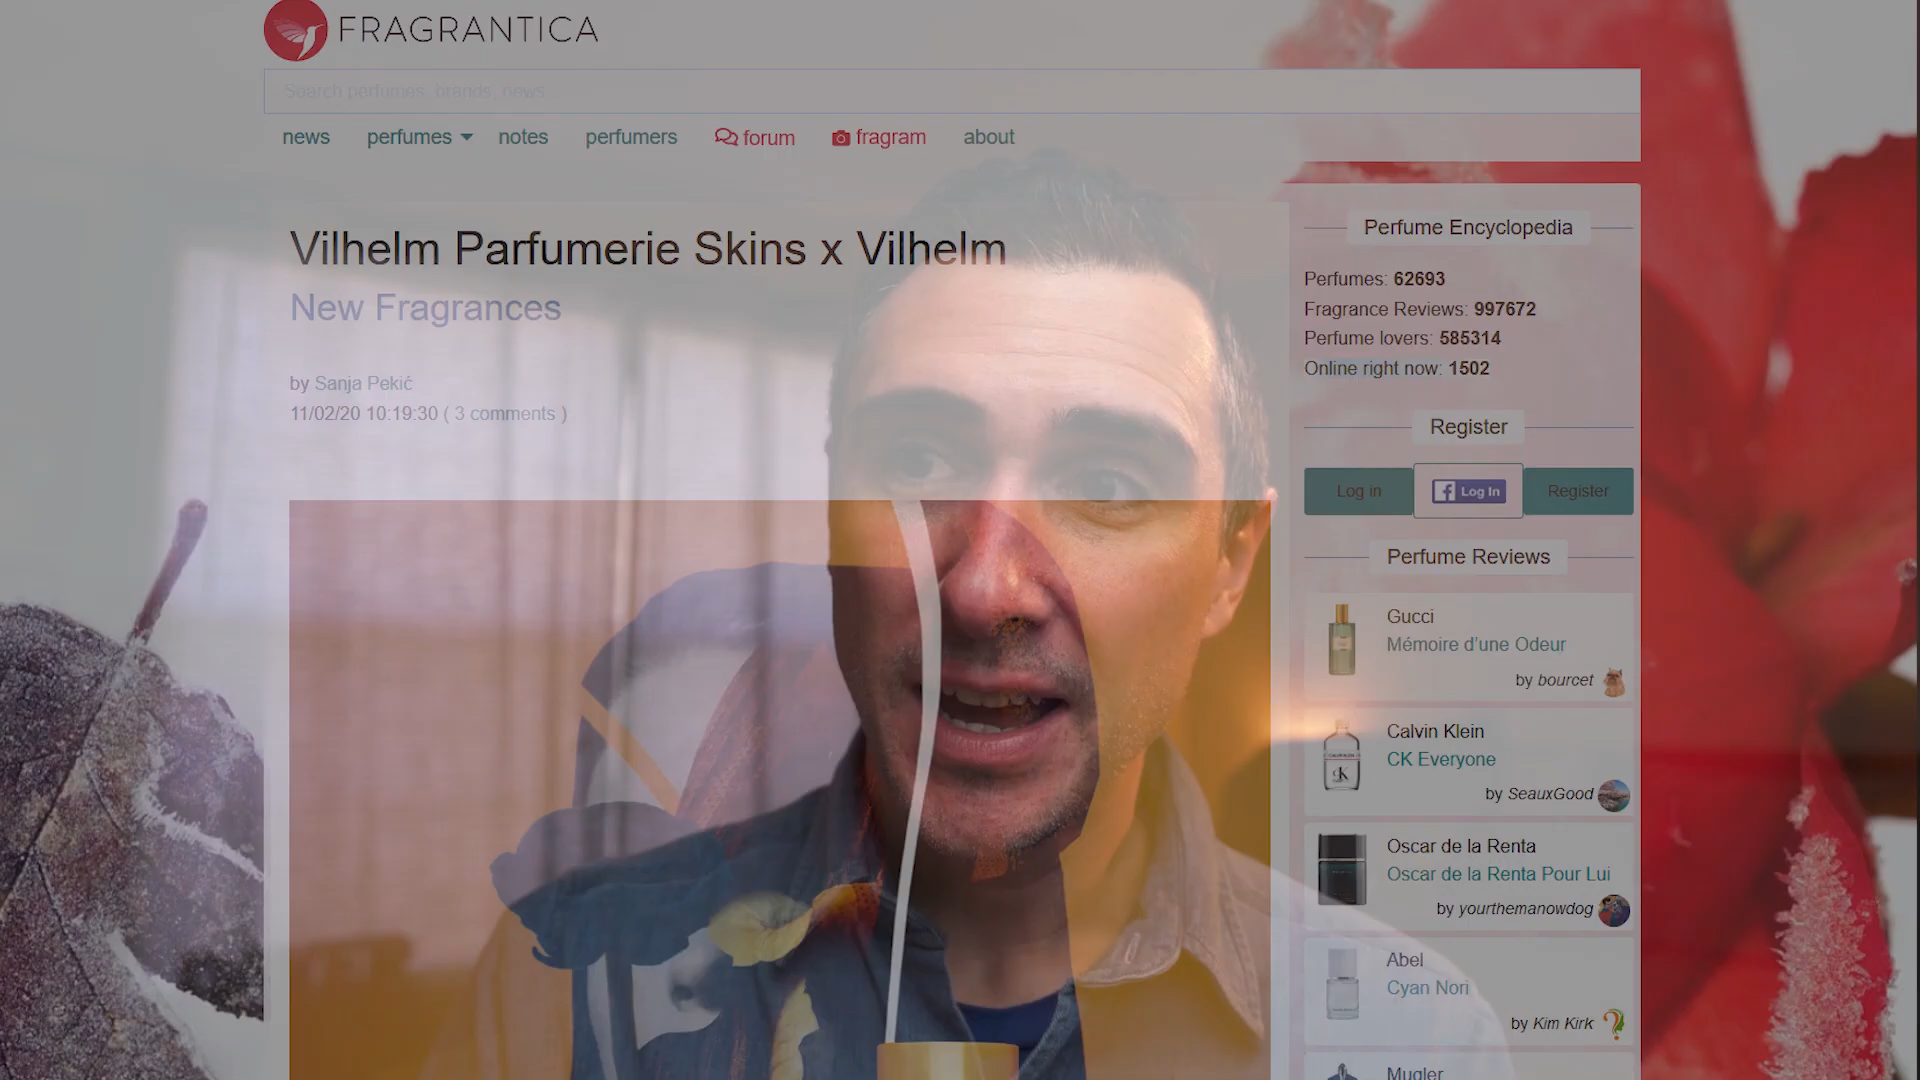 FRAGRANTICA
Search perfumes, brands, news...
news perfumes notes perfumers forum fragram about
Vilhelm Parfumerie Skins x Vilhelm
New Fragrances
by Sanja Pekić
11/02/20 10:19:30 ( 3 comments )
Perfume Encyclopedia
Perfumes: 62693
Fragrance Reviews: 997672
Perfume lovers: 585314
Online right now: 1502
Register
Log in
Log In
Register
Perfume Reviews
Gucci
Mémoire d'une Odeur
by bourcet
Calvin Klein
CK Everyone
by SeauxGood
Oscar de la Renta
Oscar de la Renta Pour Lui
by yourthemanowdog
Abel
Cyan Nori
by Kim Kirk
Mugler